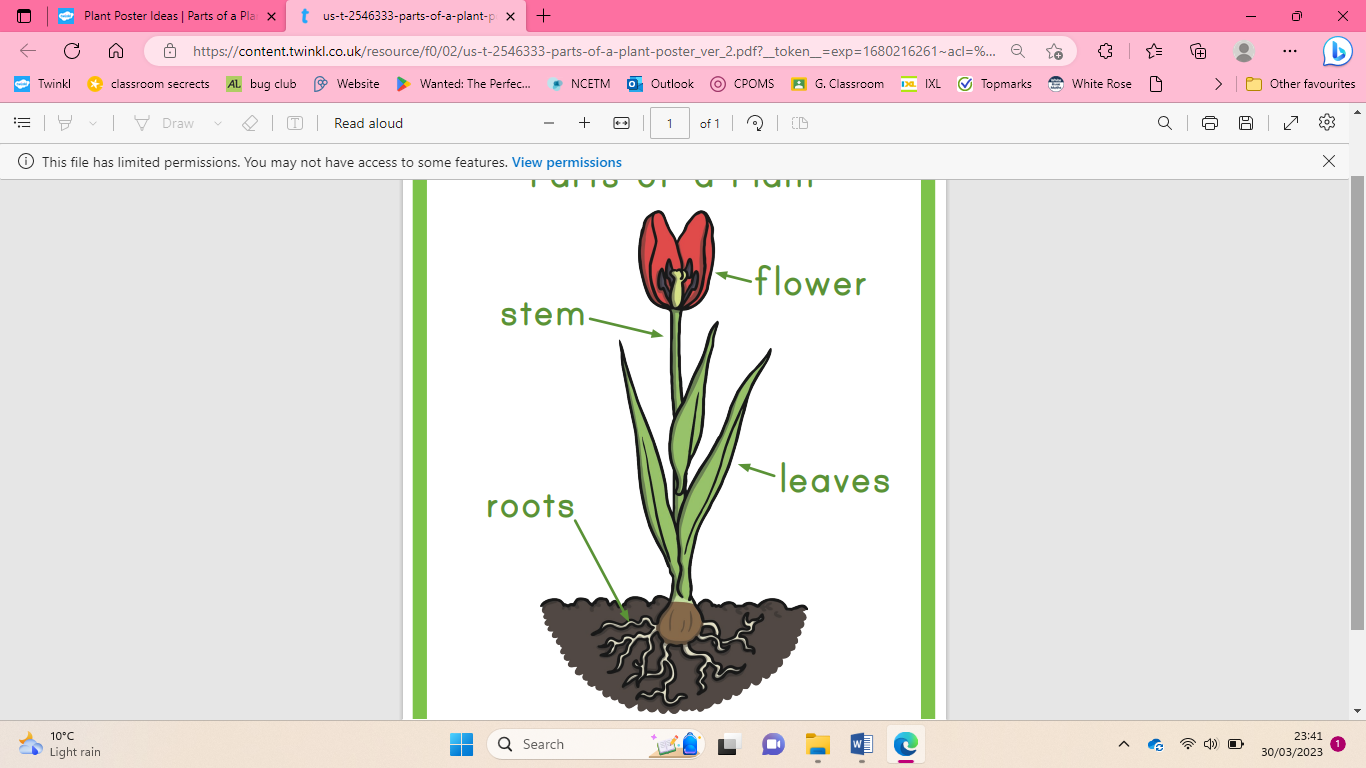 Plant Poster Ideas | Parts of a Pla
us-t-2546333-parts-of-a-plant-p
https://content.twinkl.co.uk/resource/f0/02/us-t-2546333-parts-of-a-plant-poster_ver_2.pdf?__token__=exp=1680216261~acl=%...
Twinkl classroom secrects bug club Website Wanted: The Perfec... NCETM Outlook CPOMS G. Classroom IXL Topmarks White Rose Other favourites
Draw Read aloud 1 of 1
This file has limited permissions. You may not have access to some features. View permissions
Parts of a Plant
flower
stem
leaves
roots
10°C
Light rain
Search
23:41
30/03/2023
1